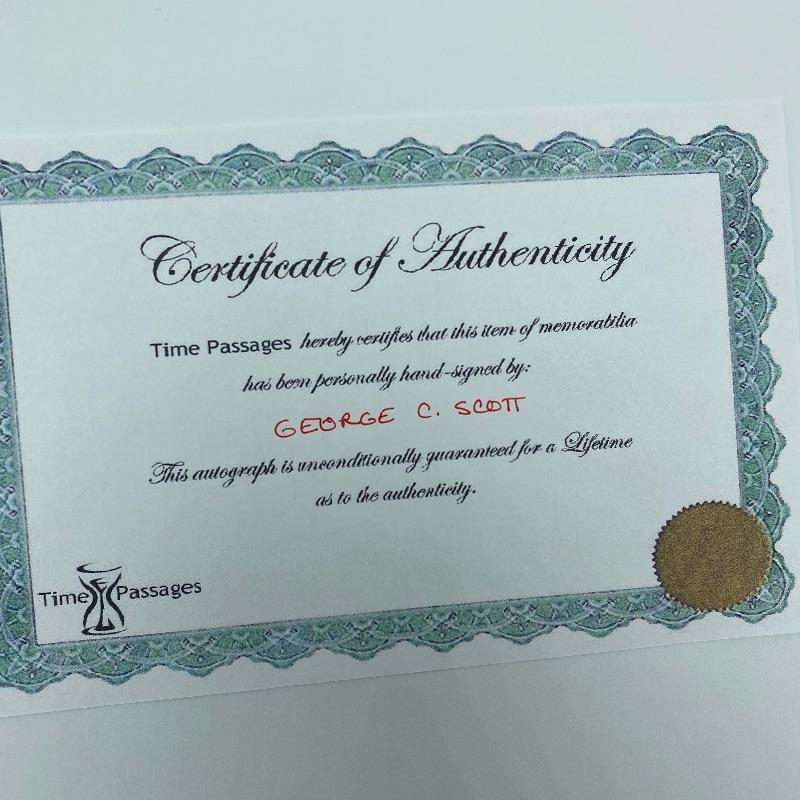 Certificate of Authenticity
Time Passages hereby certifies that this item of memorabilia
has been personally hand-signed by:
GEORGE C. SCOTT
This autograph is unconditionally guaranteed for a Lifetime
as to the authenticity.
Time Passages